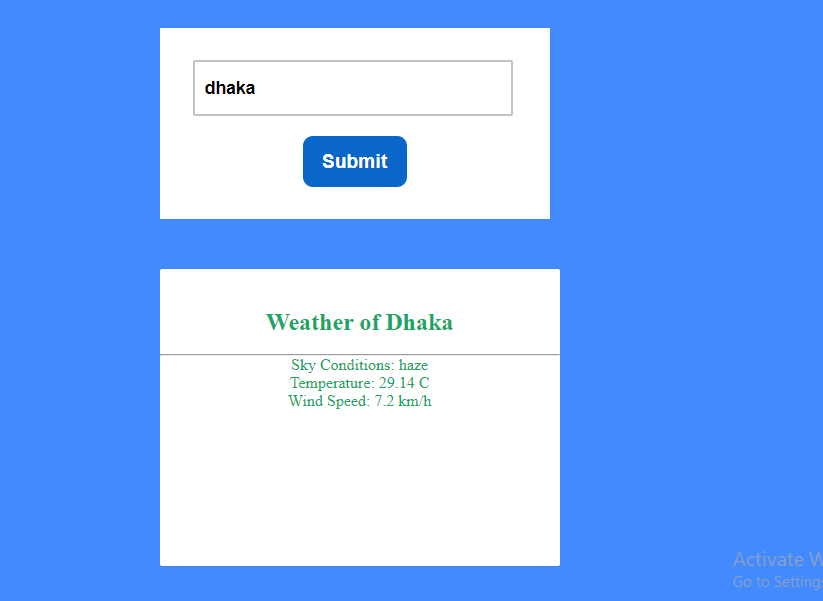 dhaka
Submit
Weather of Dhaka
Sky Conditions: haze
Temperature: 29.14 C
Wind Speed: 7.2 km/h
Activate W
Go to Settings